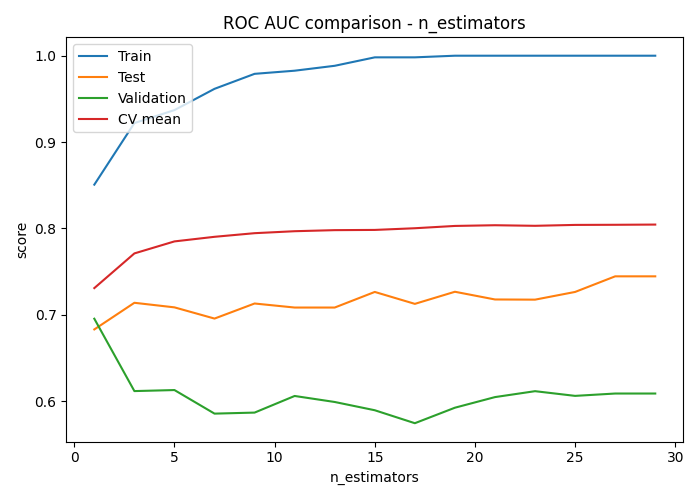 ROC AUC comparison - n_estimators
Train
Test
Validation
CV mean
1.0
0.9
0.8
0.7
0.6
score
0 5 10 15 20 25 30
n_estimators